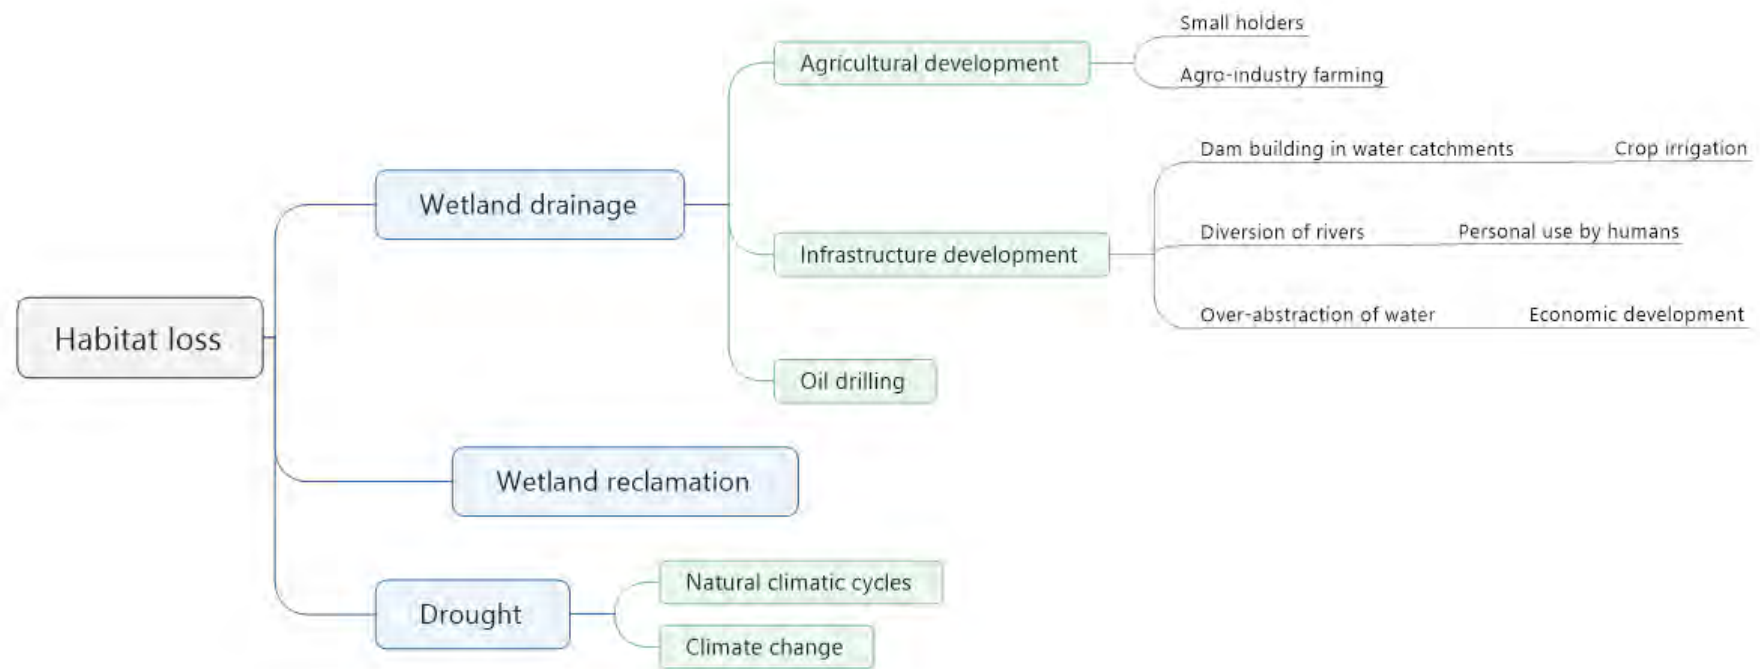 Small holders
Agricultural development
Agro-industry farming
Dam building in water catchments
Crop irrigation
Wetland drainage
Diversion of rivers
Personal use by humans
Infrastructure development
Over-abstraction of water
Economic development
Habitat loss
Oil drilling
Wetland reclamation
Natural climatic cycles
Drought
Climate change